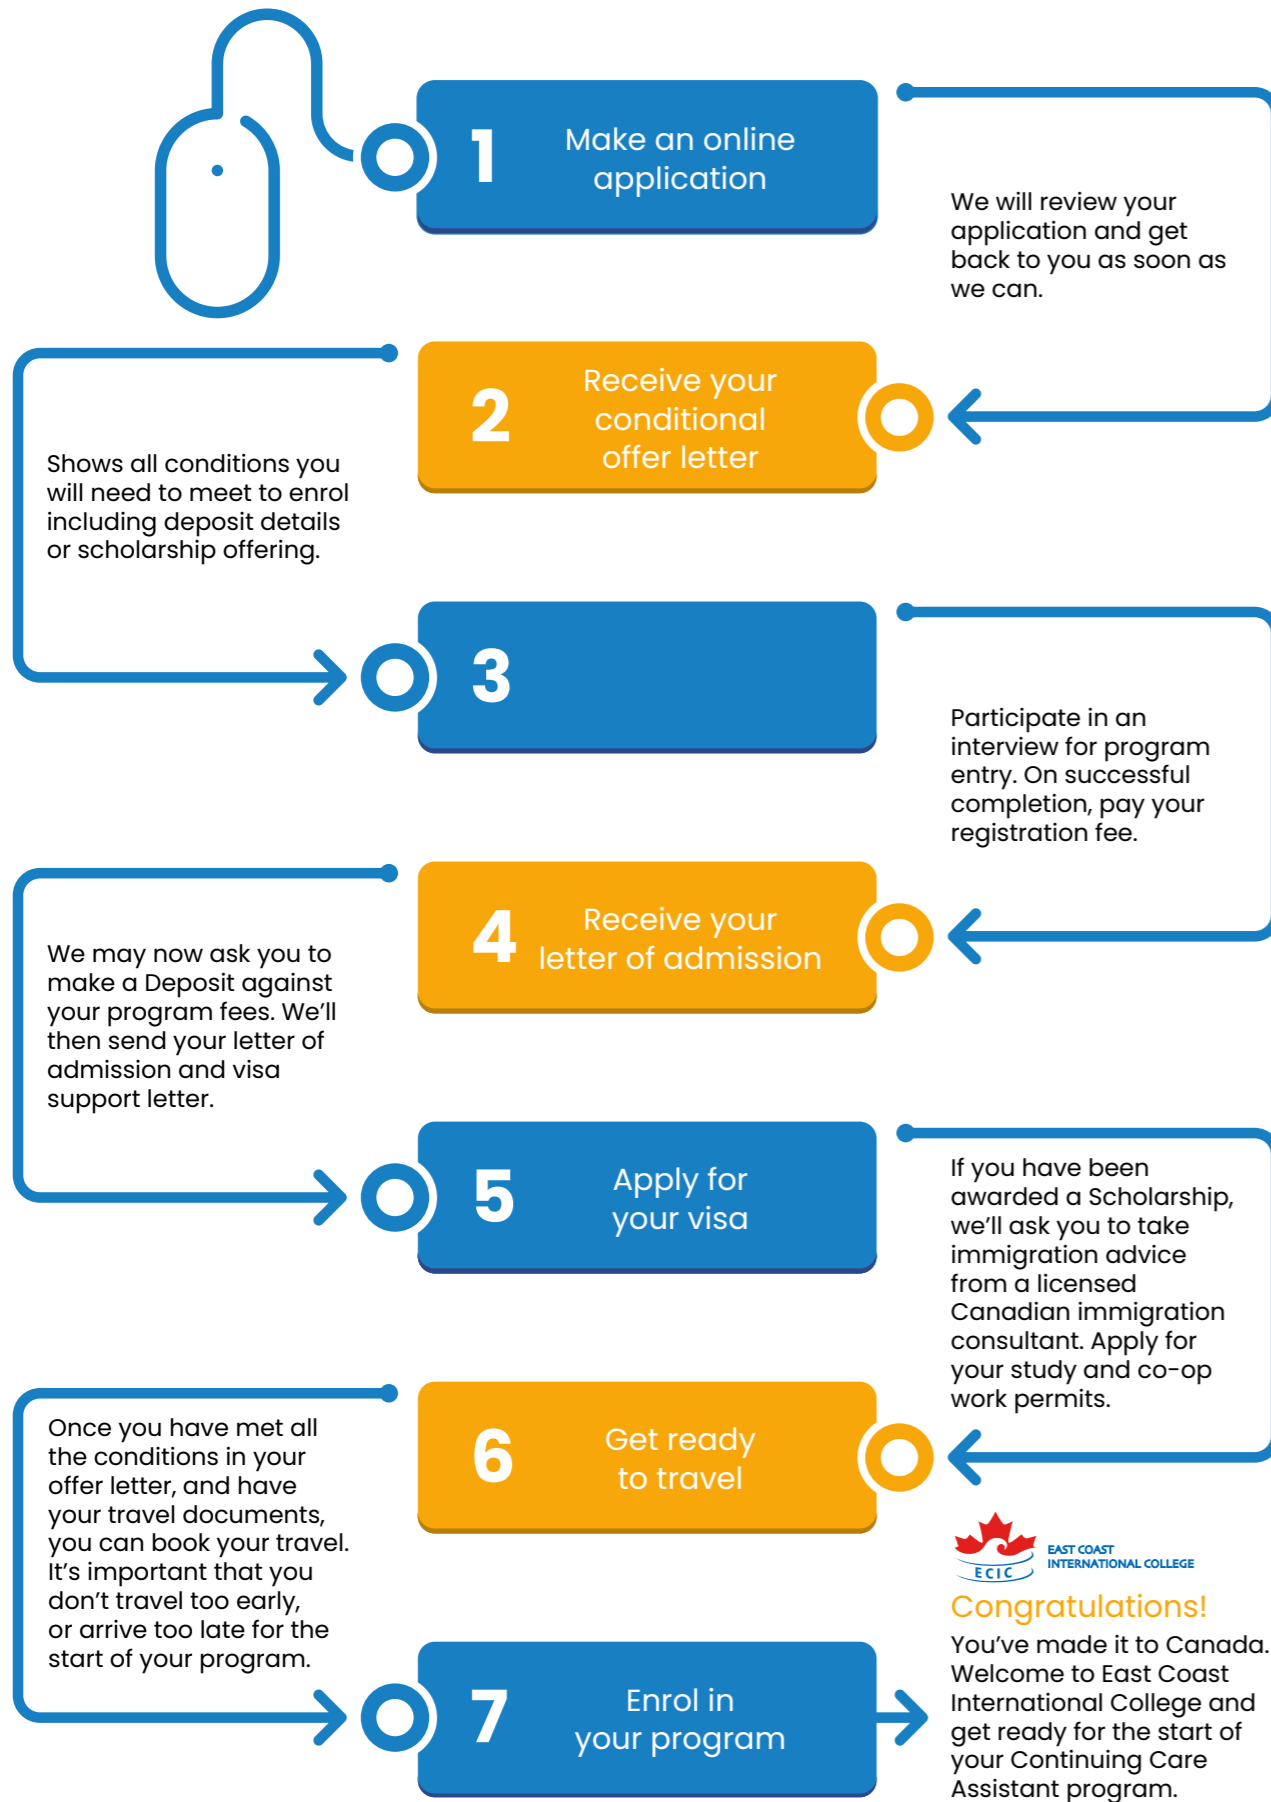 1
Make an online
application
We will review your
application and get
back to you as soon as
we can.
2
Receive your
conditional
offer letter
Shows all conditions you
will need to meet to enrol
including deposit details
or scholarship offering.
3
Participate in an
interview for program
entry. On successful
completion, pay your
registration fee.
4
Receive your
letter of admission
We may now ask you to
make a Deposit against
your program fees. We’ll
then send your letter of
admission and visa
support letter.
5
Apply for
your visa
If you have been
awarded a Scholarship,
we’ll ask you to take
immigration advice
from a licensed
Canadian immigration
consultant. Apply for
your study and co-op
work permits.
6
Get ready
to travel
Once you have met all
the conditions in your
offer letter, and have
your travel documents,
you can book your travel.
It’s important that you
don’t travel too early,
or arrive too late for the
start of your program.
7
Enrol in
your program
ECIC
EAST COAST
INTERNATIONAL COLLEGE
Congratulations!
You’ve made it to Canada.
Welcome to East Coast
International College and
get ready for the start of
your Continuing Care
Assistant program.